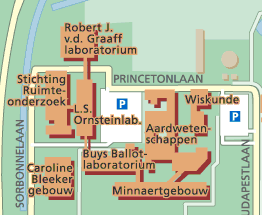 Robert J.
v.d. Graaff
laboratorium
Stichting
Ruimte-
onderzoek
PRINCETONLAAN
P
Wiskunde
P
L.S.
Ornsteinlab.
Aardweten-
schappen
Buys Ballot-
laboratorium
Caroline
Bleeker
gebouw
Minnaertgebouw
SORBONNELAAN
UDAPESTLAAN